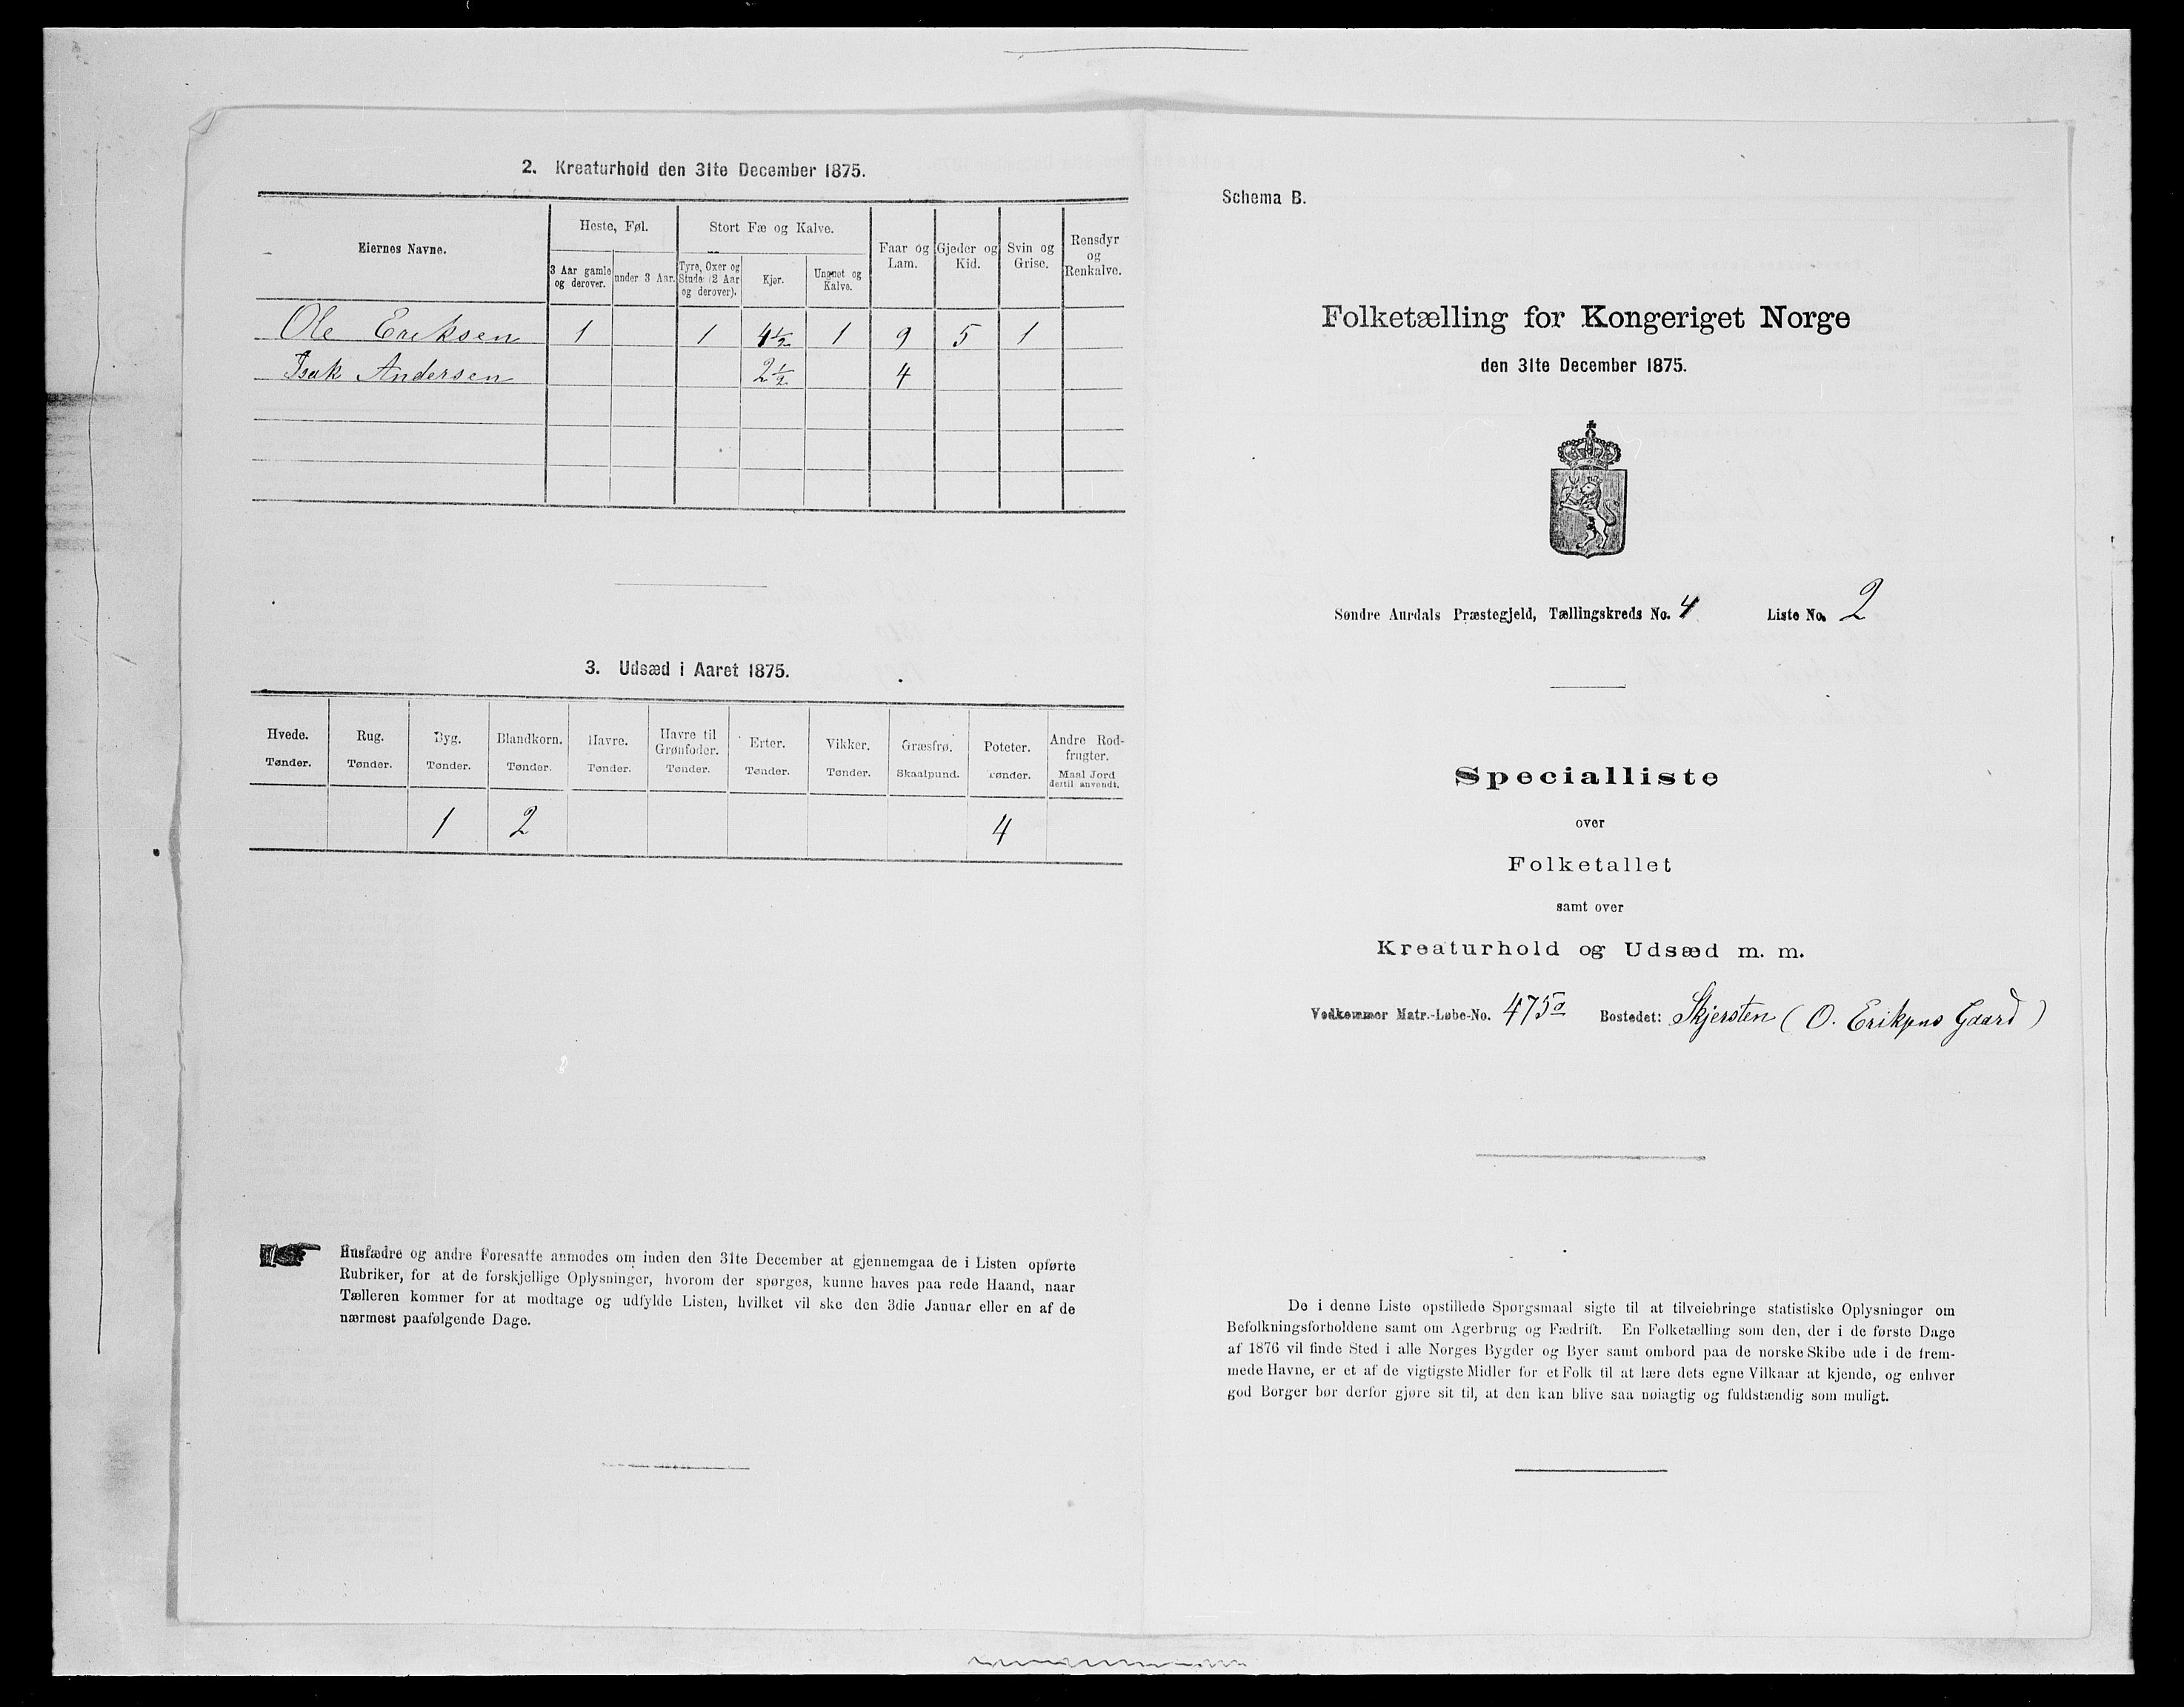 2. Kreaturhold den 31te December 1875.
Eiernes Navne.
Heste, Føl.
Stort Fæ og Kalve.
Faar og Lam.
Gjeder og Kid.
Svin og Grise.
Rensdyr og Renkalve.
3 Aar gamle og derover.
under 3 Aar.
Tyre, Oxer og Stude (2 Aar og derover).
Kjør.
Ungnøt og Kalve.
Ole Eriksen 1 1 4½ 1 9 5 1
Isak Andersen 2½ 4
3. Udsæd i Aaret 1875.
Hvede. Rug. Byg. Blandkorn. Havre. Havre til Grønfoder. Erter. Vikker. Græsfrø. Poteter. Andre Rod-frugter.
Tønder. Tønder. Tønder. Tønder. Tønder. Tønder. Tønder. Tønder. Skaalpund. Tønder. Maal Jord dertil anvendt.
1 2 4
Husfædre og andre Foresatte anmodes om inden den 31te December at gjennemgaa de i Listen opførte
Rubriker, for at de forskjellige Oplysninger, hvorom der spørges, kunne haves paa rede Haand, naar
Tælleren kommer for at modtage og udfylde Listen, hvilket vil ske den 3die Januar eller en af de
nærmest paafølgende Dage.
Schema B.
Folketælling for Kongeriget Norge
den 31te December 1875.
Søndre Aurdals Præstegjeld, Tællingskreds No. 4 Liste No. 2
Specialliste
over
Folketallet
samt over
Kreaturhold og Udsæd m. m.
Vedkommer Matr.-Løbe-No. 475a Bostedet: Skjersten (O. Eriksens Gaard)
De i denne Liste opstillede Spørgsmaal sigte til at tilveiebringe statistiske Oplysninger om
Befolkningsforholdene samt om Agerbrug og Fædrift. En Folketælling som den, der i de første Dage
af 1876 vil finde Sted i alle Norges Bygder og Byer samt ombord paa de norske Skibe ude i de frem-
mede Havne, er et af de vigtigste Midler for et Folk til at lære dets egne Vilkaar at kjende, og enhver
god Borger bør derfor gjøre sit til, at den kan blive saa nøiagtig og fuldstændig som muligt.